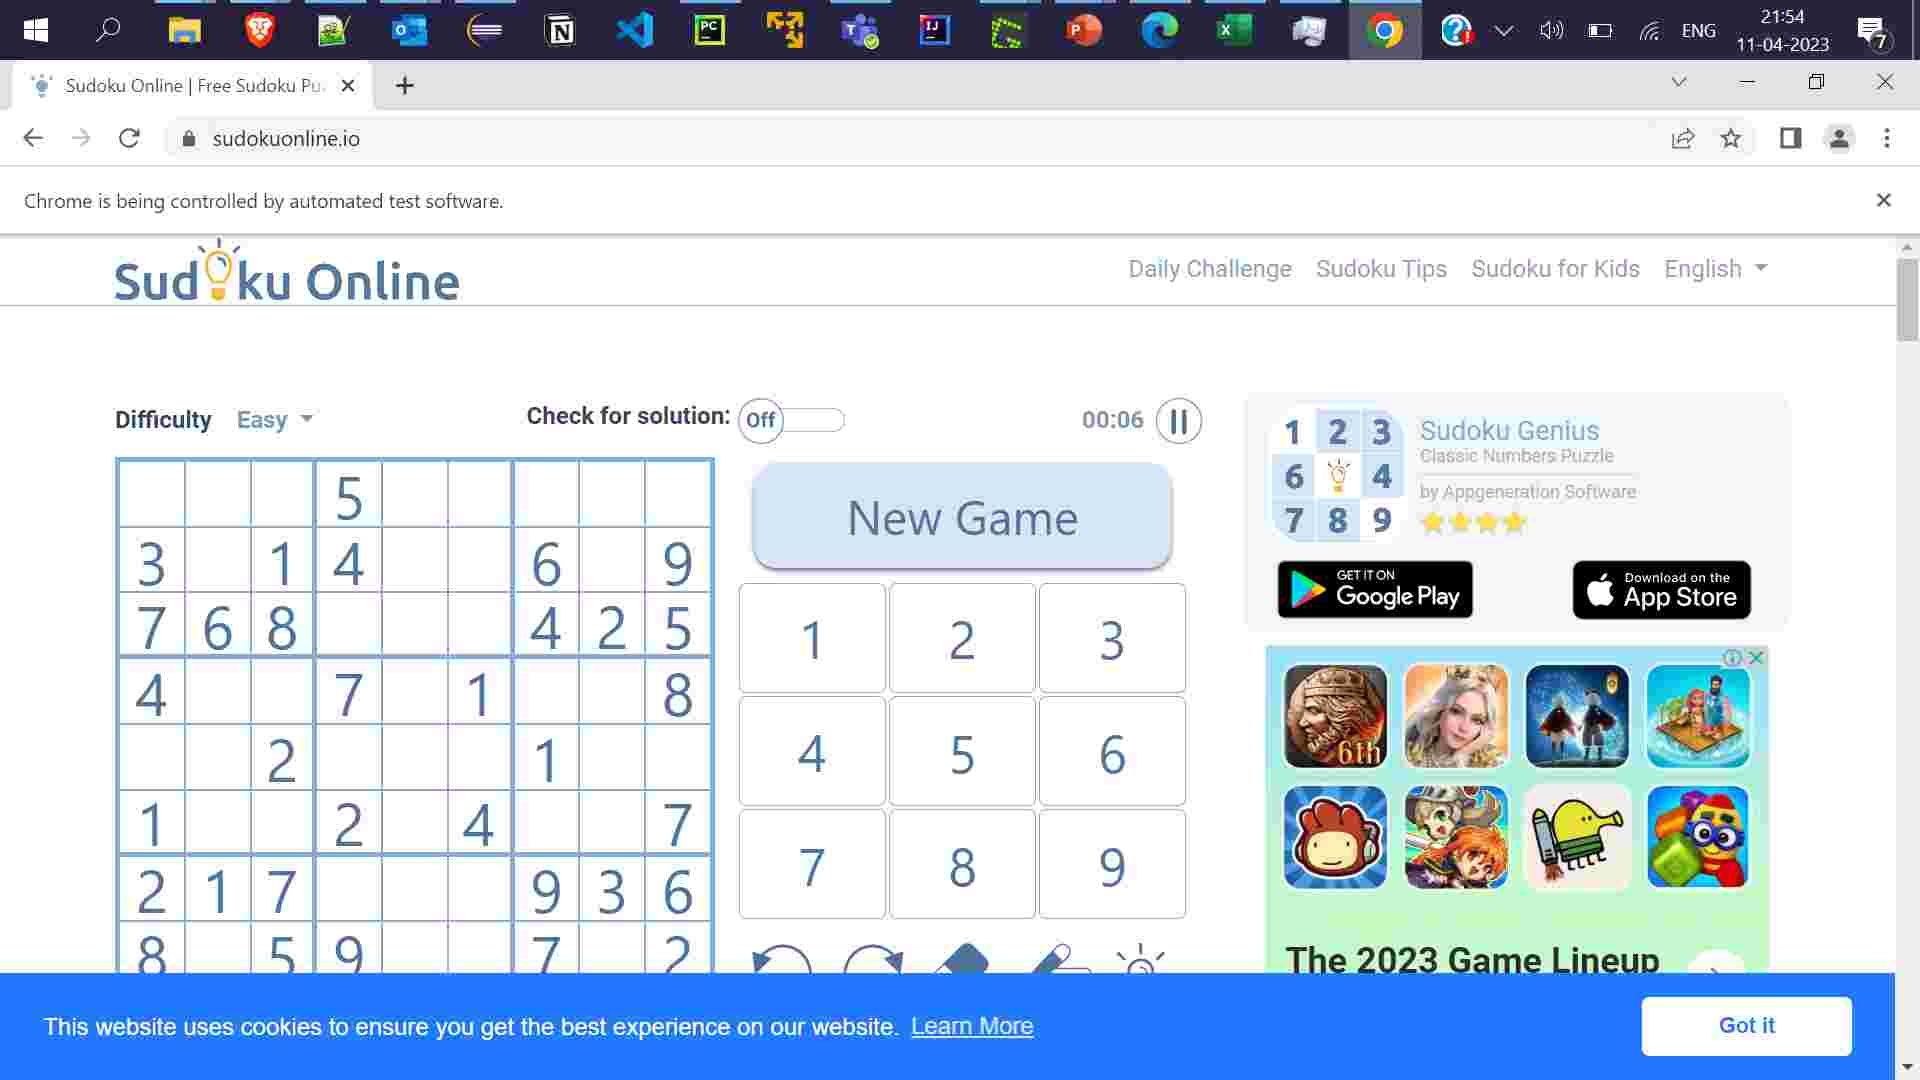 ENG
21:54
11-04-2023
7
Sudoku Online | Free Sudoku Pu
sudokuonline.io
Chrome is being controlled by automated test software.
Sudoku Online
Daily Challenge Sudoku Tips Sudoku for Kids English
Difficulty Easy
Check for solution: Off
00:06
New Game
5
3 1 4 6 9
7 6 8 4 2 5
4 7 1 8
2 1
1 2 4 7
2 1 7 9 3 6
8 5 9 7 2
1 2 3
4 5 6
7 8 9
1 2 3
6 4
7 8 9
Sudoku Genius
Classic Numbers Puzzle
by Appgeneration Software
GET IT ON
Google Play
Download on the
App Store
6th
The 2023 Game Lineup
This website uses cookies to ensure you get the best experience on our website. Learn More
Got it